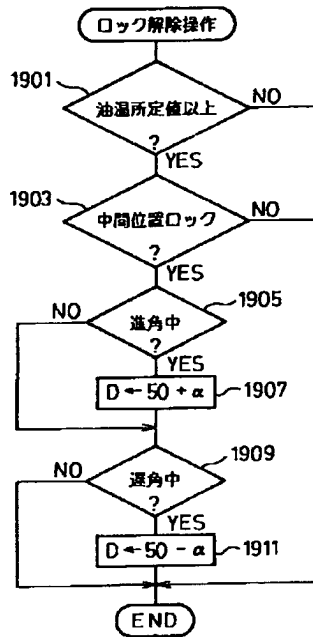 ロック解除操作
1901
油温所定値以上
?
NO
YES
1903
中間位置ロック
?
NO
YES
1905
NO
進角中
?
YES
D←50+α
1907
1909
NO
遅角中
?
YES
D←50-α
1911
END